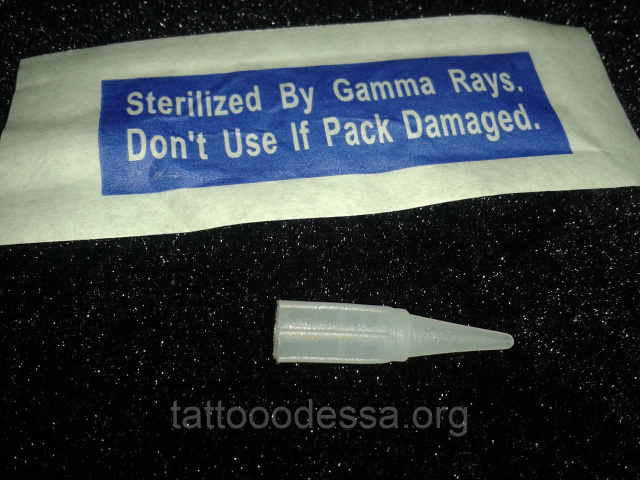 Sterilized By Gamma Rays.
Don't Use If Pack Damaged.
tattooodessa.org